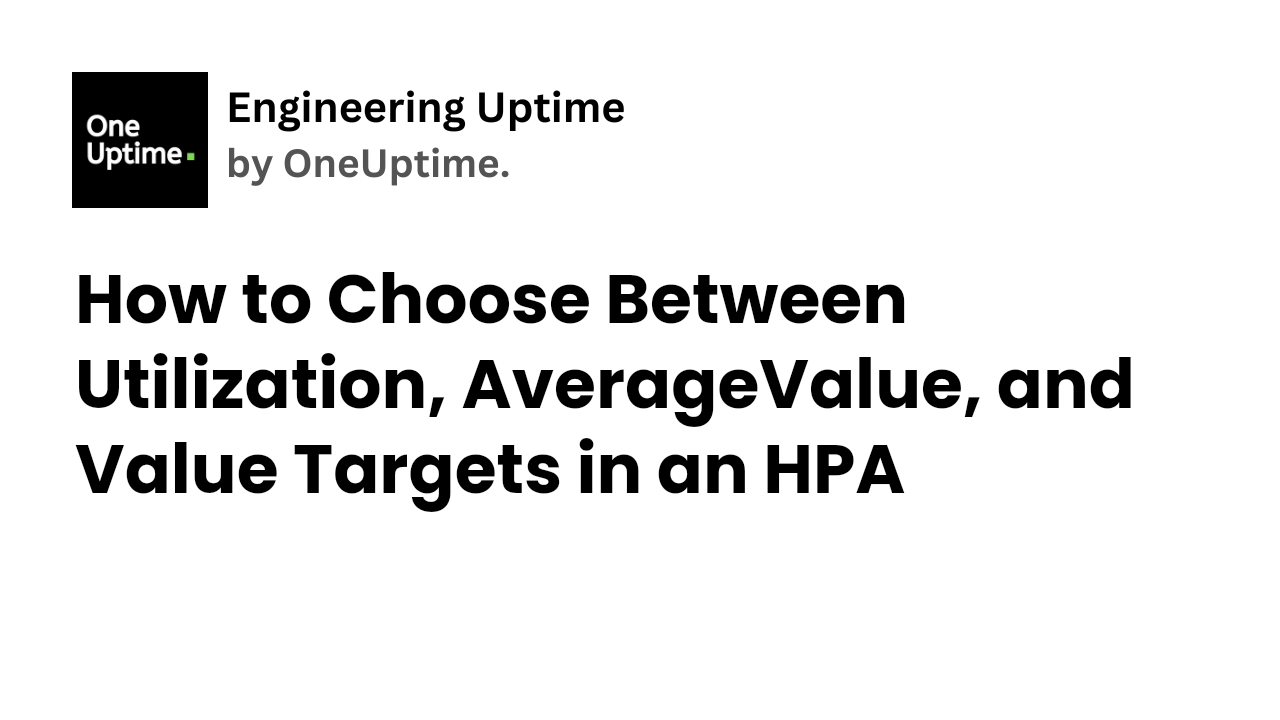 One
Uptime
Engineering Uptime
by OneUptime.
How to Choose Between
Utilization, AverageValue, and
Value Targets in an HPA